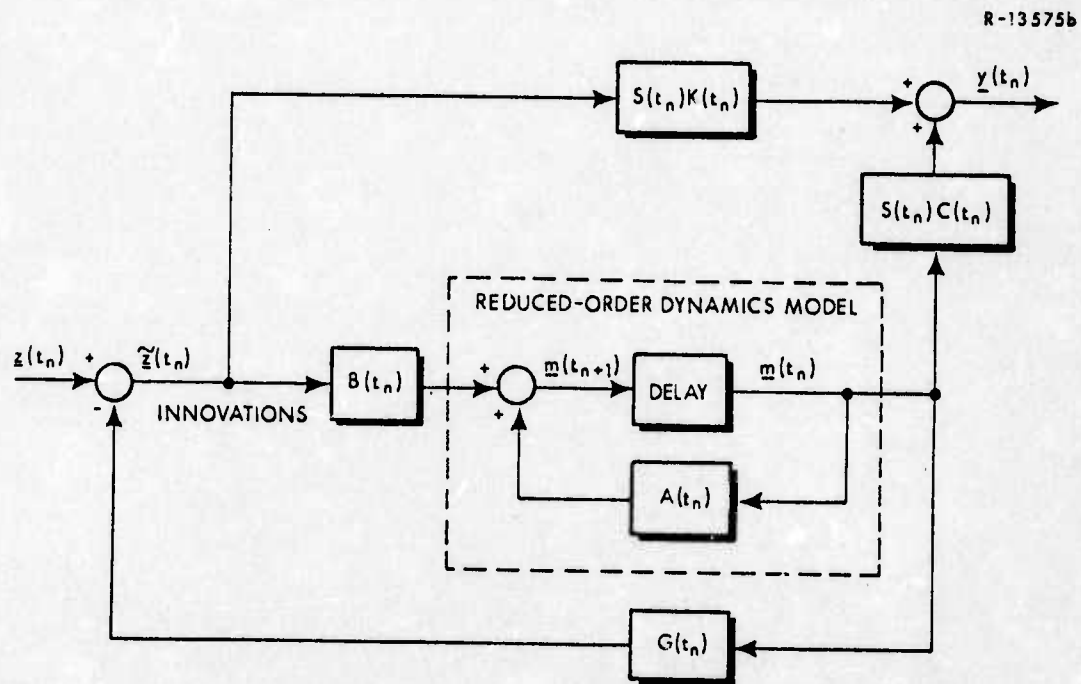 R-13575b
S(tₙ)K(tₙ)
+
+
y(tₙ)
S(tₙ)C(tₙ)
REDUCED-ORDER DYNAMICS MODEL
z(tₙ)
+
-
z̃(tₙ)
INNOVATIONS
B(tₙ)
+
+
m(tₙ₊₁)
DELAY
m(tₙ)
A(tₙ)
G(tₙ)